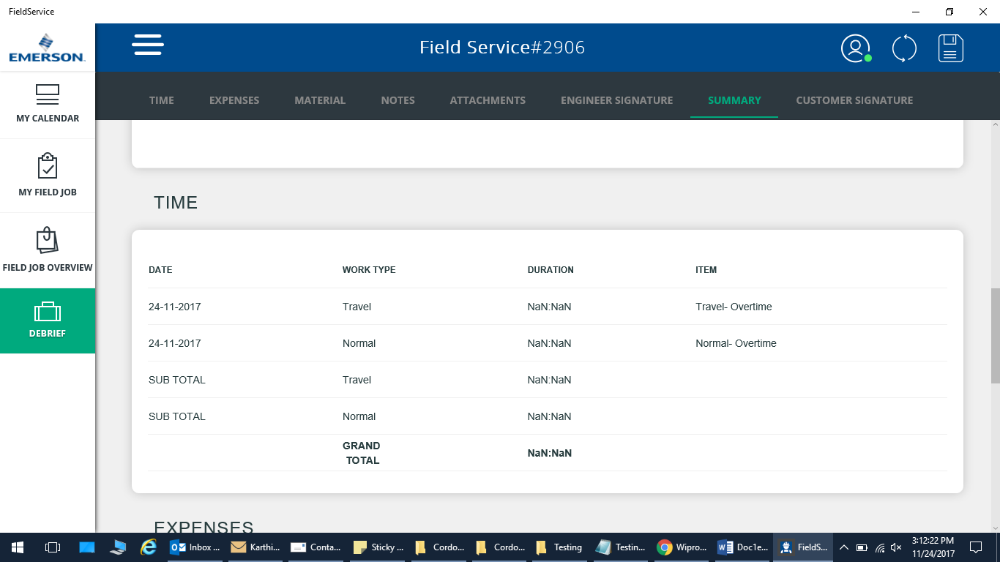 FieldService
EMERSON.
Field Service#2906
TIME EXPENSES MATERIAL NOTES ATTACHMENTS ENGINEER SIGNATURE SUMMARY CUSTOMER SIGNATURE
MY CALENDAR
MY FIELD JOB
FIELD JOB OVERVIEW
DEBRIEF
TIME
DATE WORK TYPE DURATION ITEM
24-11-2017 Travel NaN:NaN Travel- Overtime
24-11-2017 Normal NaN:NaN Normal- Overtime
SUB TOTAL Travel NaN:NaN
SUB TOTAL Normal NaN:NaN
GRAND
TOTAL NaN:NaN
EXPENSES
Inbox ... Karthi... Conta... Sticky ... Cordo... Cordo... Testing Testin... Wipro... Doc1e... FieldS... 3:12:22 PM
11/24/2017